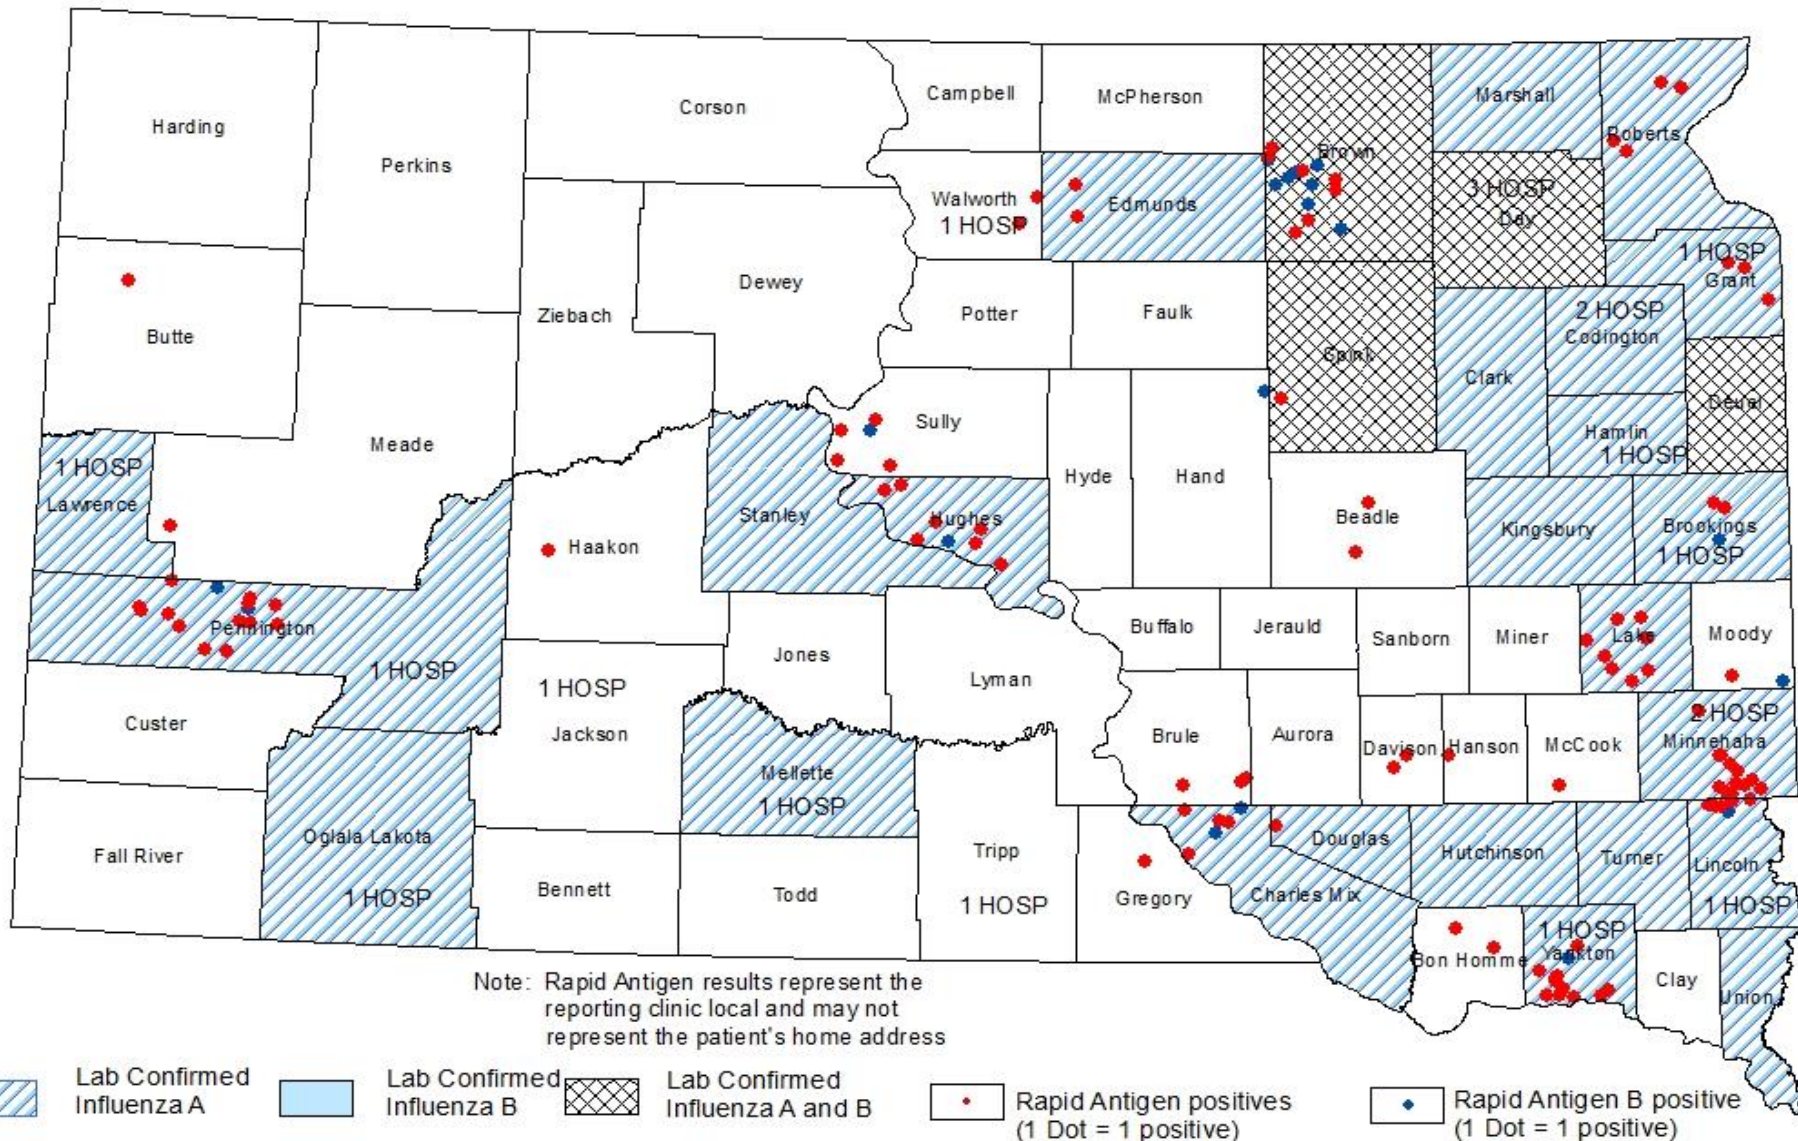 Harding
Perkins
Corson
Campbell
McPherson
Brown
Marshall
Roberts
Walworth
1 HOSP
Edmunds
3 HOSP
Day
1 HOSP
Grant
Butte
Ziebach
Dewey
Potter
Faulk
Spink
2 HOSP
Codington
Clark
Deuel
Meade
Sully
Hamlin
1 HOSP
1 HOSP
Lawrence
Haakon
Stanley
Hughes
Hyde
Hand
Beadle
Kingsbury
Brookings
1 HOSP
Pennington
1 HOSP
Jones
Lyman
Buffalo
Jerauld
Sanborn
Miner
Lake
Moody
Custer
1 HOSP
Jackson
Mellette
1 HOSP
Brule
Aurora
Davison
Hanson
McCook
2 HOSP
Minnehaha
Fall River
Oglala Lakota
1 HOSP
Bennett
Todd
Tripp
1 HOSP
Gregory
Charles Mix
Douglas
Hutchinson
Turner
Lincoln
1 HOSP
Bon Homme
1 HOSP
Yankton
Clay
Union
Note: Rapid Antigen results represent the
reporting clinic local and may not
represent the patient's home address
Lab Confirmed
Influenza A
Lab Confirmed
Influenza B
Lab Confirmed
Influenza A and B
Rapid Antigen positives
(1 Dot = 1 positive)
Rapid Antigen B positive
(1 Dot = 1 positive)